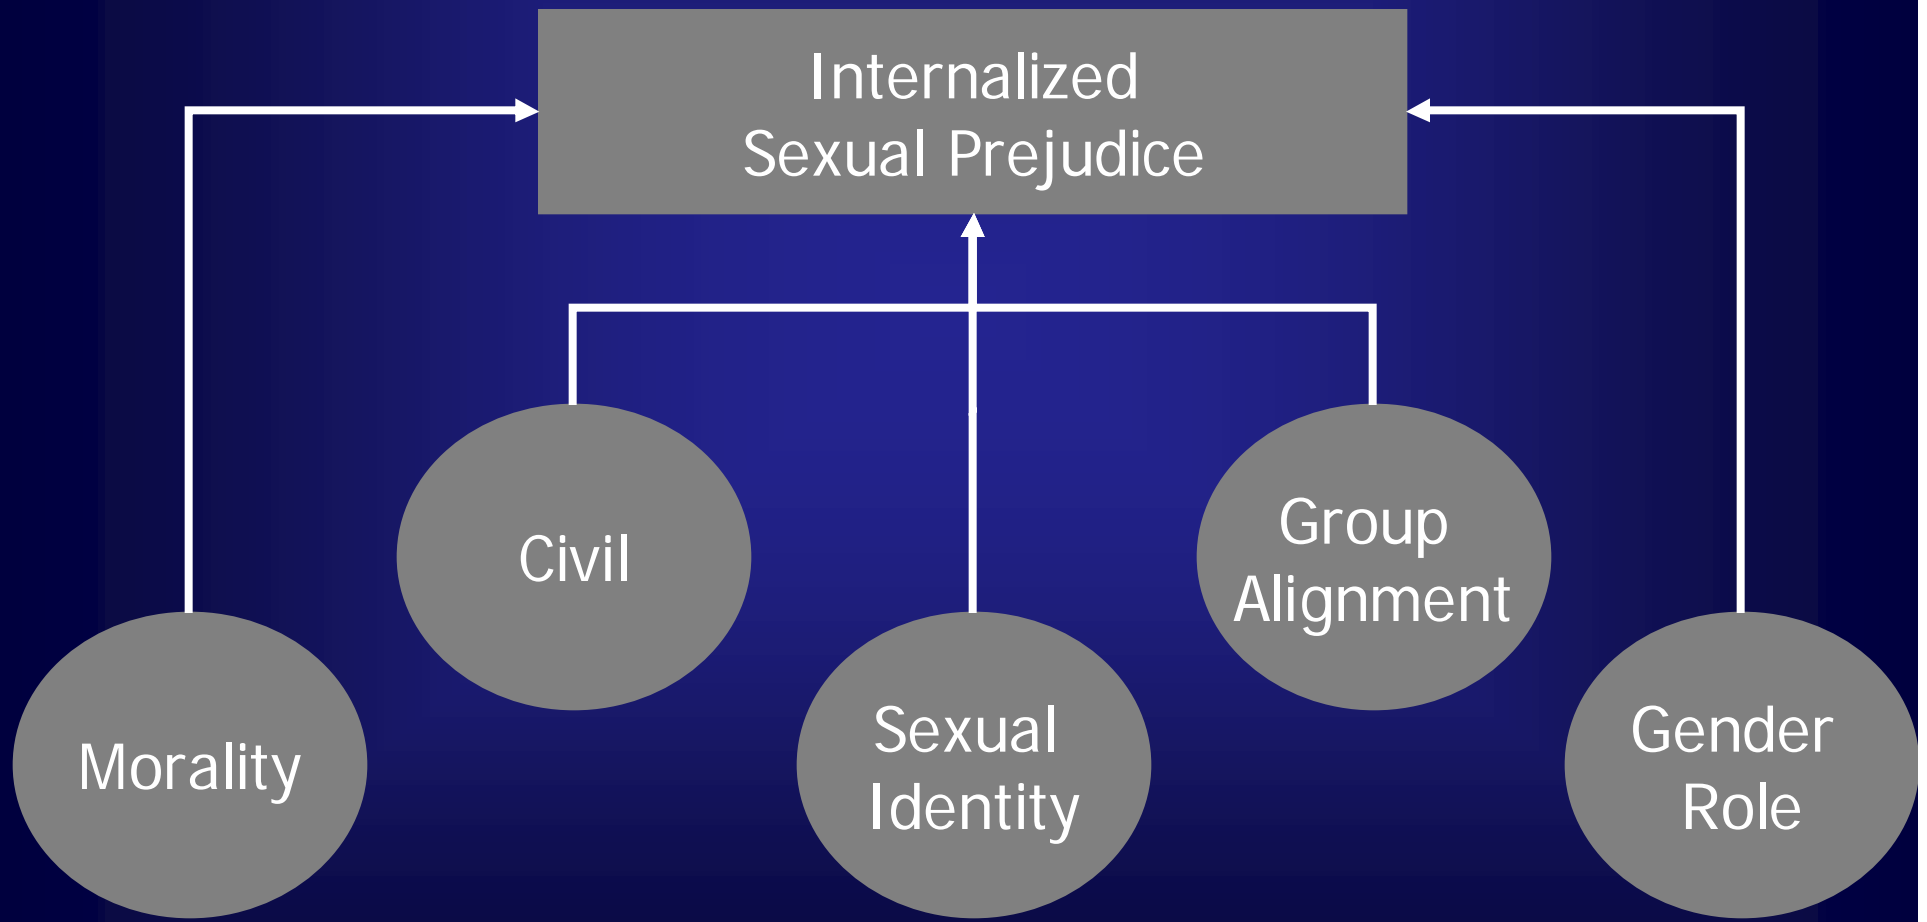 Internalized
Sexual Prejudice
Civil
Group
Alignment
Morality
Sexual
Identity
Gender
Role